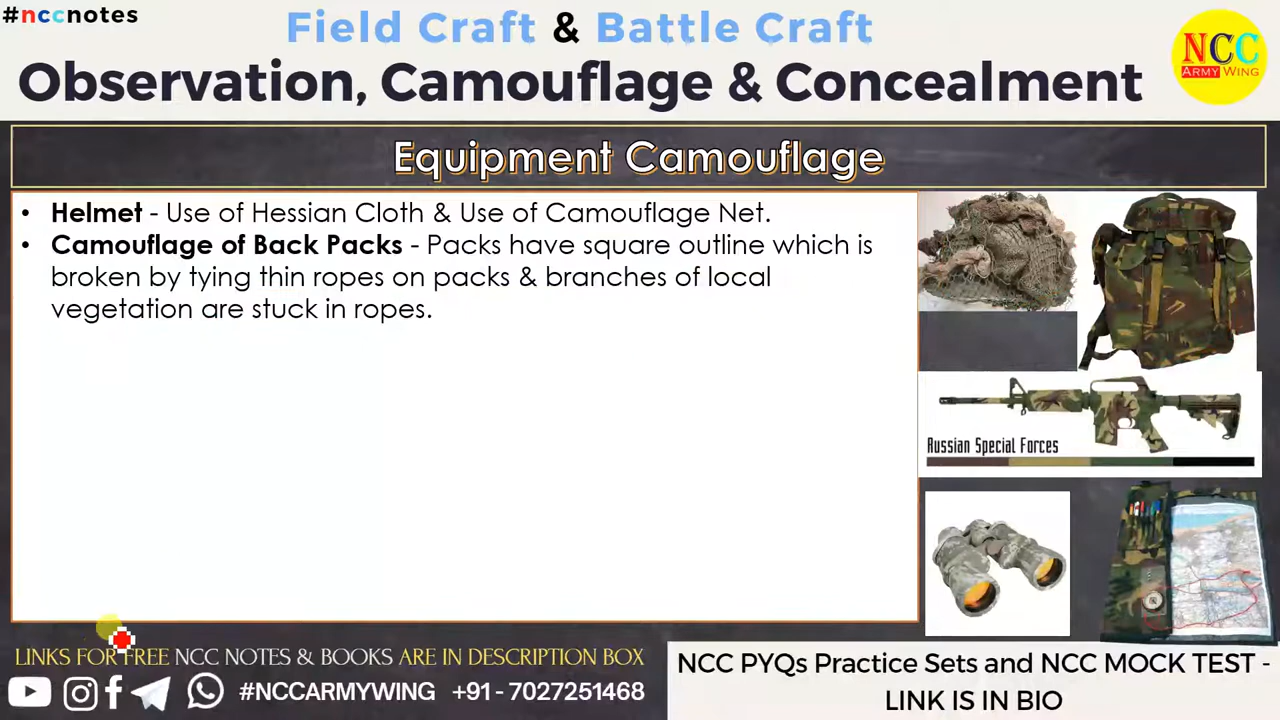 #nccnotes
Field Craft & Battle Craft
Observation, Camouflage & Concealment
NCC
ARMY WING
Equipment Camouflage
• Helmet - Use of Hessian Cloth & Use of Camouflage Net.
• Camouflage of Back Packs - Packs have square outline which is
broken by tying thin ropes on packs & branches of local
vegetation are stuck in ropes.
Russian Special Forces
LINKS FOR FREE NCC NOTES & BOOKS ARE IN DESCRIPTION BOX
#NCCARMYWING +91 - 7027251468
NCC PYQs Practice Sets and NCC MOCK TEST -
LINK IS IN BIO